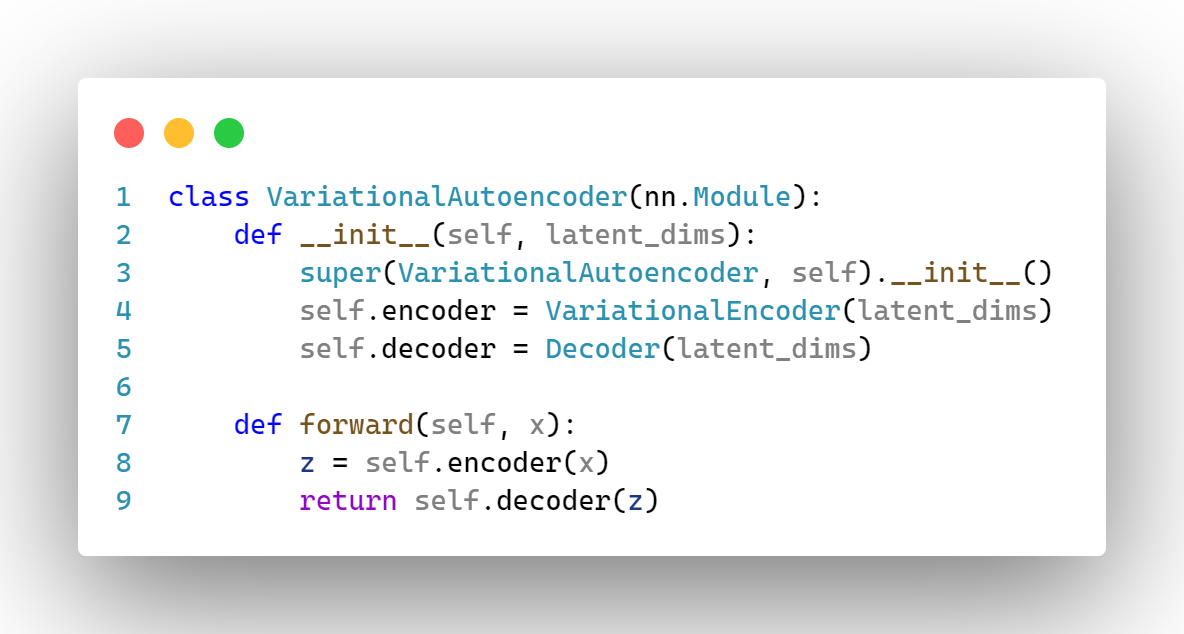 1 class VariationalAutoencoder(nn.Module):
2     def __init__(self, latent_dims):
3         super(VariationalAutoencoder, self).__init__()
4         self.encoder = VariationalEncoder(latent_dims)
5         self.decoder = Decoder(latent_dims)
6
7     def forward(self, x):
8         z = self.encoder(x)
9         return self.decoder(z)